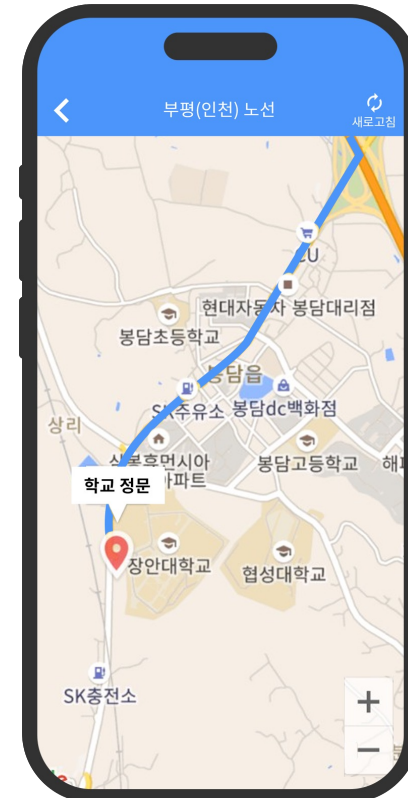 부평(인천) 노선
새로고침
CU
현대자동차 봉담대리점
봉담초등학교
봉담읍
SK주유소
봉담dc백화점
상리
봉담고등학교
아파트
학교 정문
장안대학교
협성대학교
SK충전소
+
−